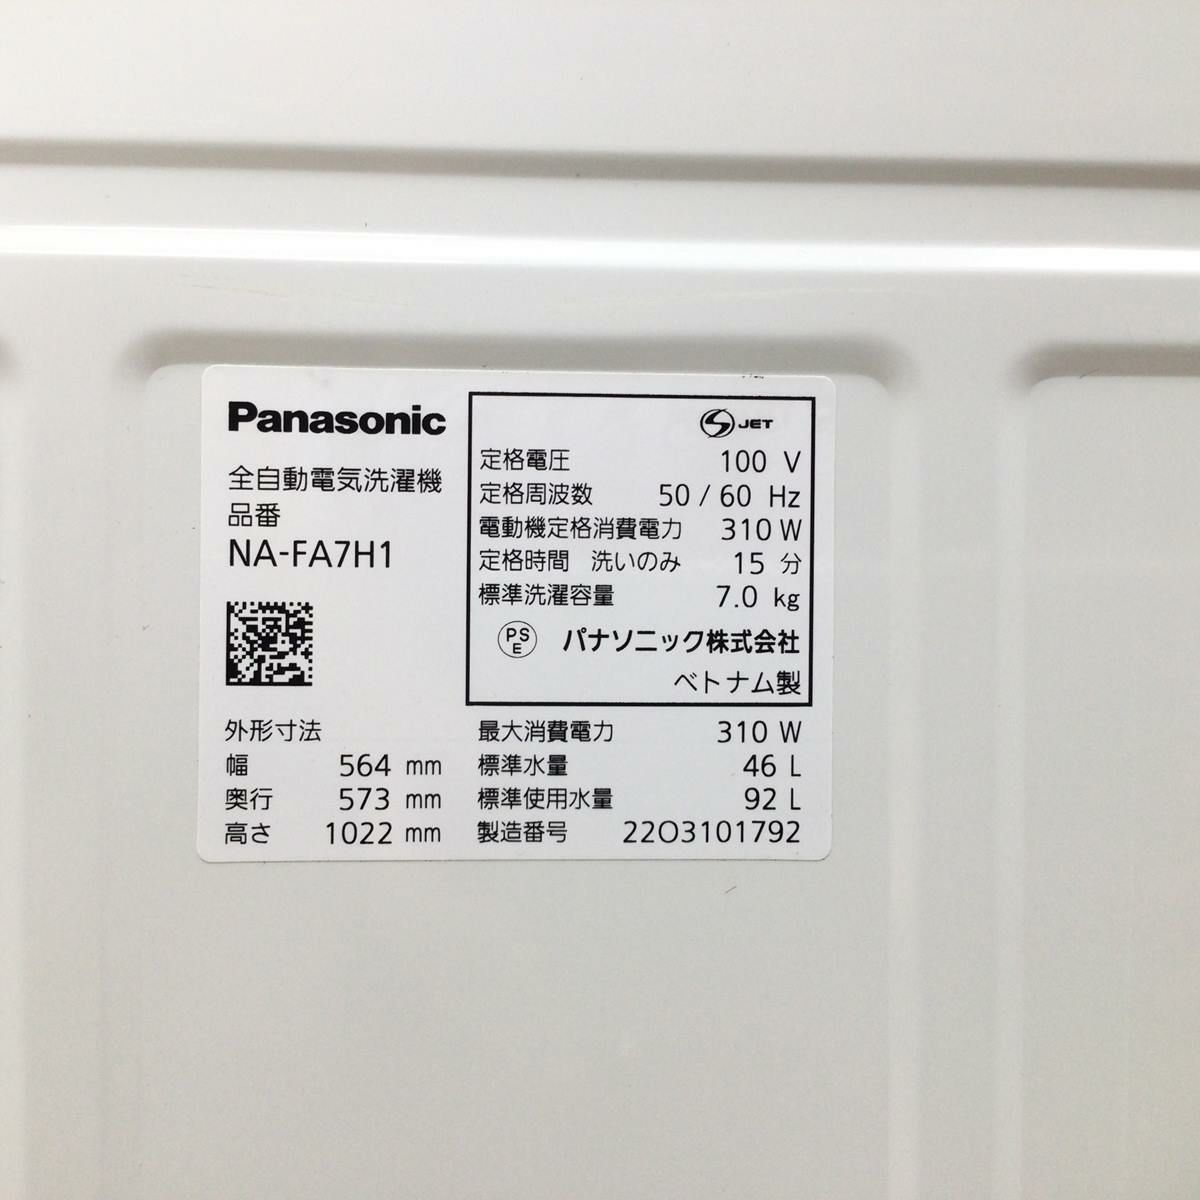 Panasonic
全自動電気洗濯機
品番
NA-FA7H1
JET
定格電圧 100 V
定格周波数 50 / 60 Hz
電動機定格消費電力 310 W
定格時間 洗いのみ 15 分
標準洗濯容量 7.0 kg
PS
E
パナソニック株式会社
ベトナム製
外形寸法
幅 564 mm
奥行 573 mm
高さ 1022 mm
最大消費電力 310 W
標準水量 46 L
標準使用水量 92 L
製造番号 22O3101792